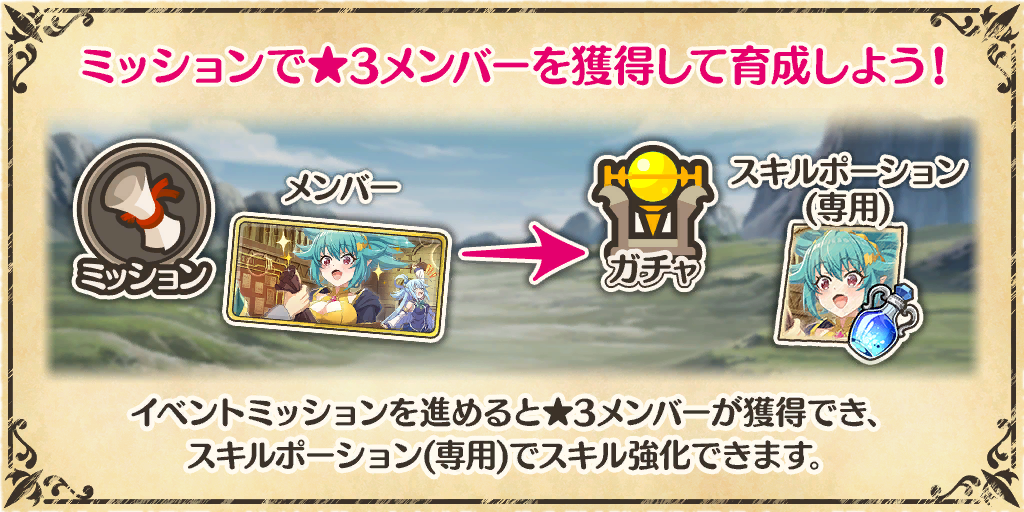 ミッションで★3メンバーを獲得して育成しよう!
メンバー
ミッション
ガチャ
スキルポーション
(専用)
イベントミッションを進めると★3メンバーが獲得でき、
スキルポーション(専用)でスキル強化できます。